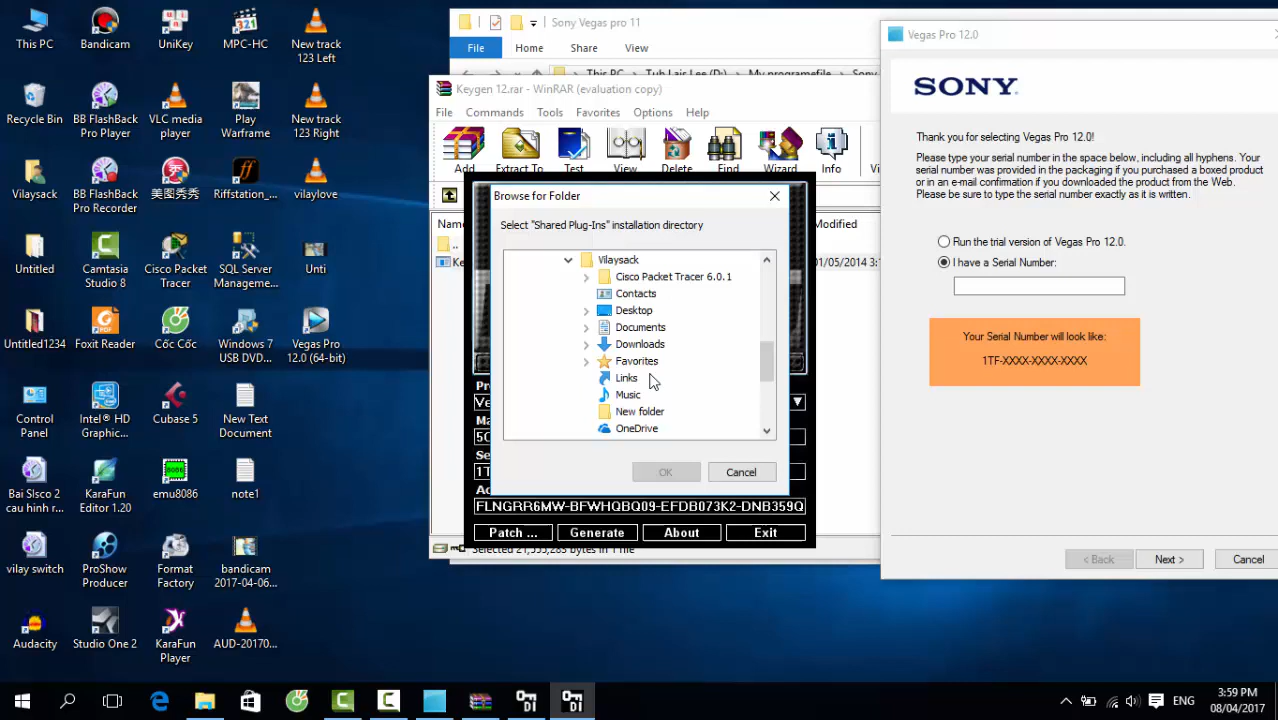 This PC
Bandicam
UniKey
MPC-HC
New track
123 Left
Recycle Bin
BB FlashBack
Pro Player
VLC media
player
Play
Warframe
New track
123 Right
Vilaysack
BB FlashBack
Pro Recorder
美图秀秀
Riffstation_...
vilaylove
Untitled
Camtasia
Studio 8
Cisco Packet
Tracer
SQL Server
Manageme...
Unti
Untitled1234
Foxit Reader
Cốc Cốc
Windows 7
USB DVD...
Vegas Pro
12.0 (64-bit)
Control
Panel
Intel® HD
Graphic...
Cubase 5
New Text
Document
Bai SIsco 2
cau hinh r...
KaraFun
Editor 1.20
emu8086
note1
vilay switch
ProShow
Producer
Format
Factory
bandicam
2017-04-06...
Audacity
Studio One 2
KaraFun
Player
AUD-20170...
Sony Vegas pro 11
File
Home
Share
View
Keygen 12.rar - WinRAR (evaluation copy)
File
Commands
Tools
Favorites
Options
Help
Add
Extract To
Test
View
Delete
Find
Wizard
Info
Modified
..
Selected 21,555,283 bytes in 1 file
Browse for Folder
Select "Shared Plug-Ins" installation directory
Vilaysack
Cisco Packet Tracer 6.0.1
Contacts
Desktop
Documents
Downloads
Favorites
Links
Music
New folder
OneDrive
OK
Cancel
FLNGRR6MW-BFWHQBQ09-EFDB073K2-DNB359Q
Patch ...
Generate
About
Exit
Vegas Pro 12.0
SONY
Thank you for selecting Vegas Pro 12.0!
Please type your serial number in the space below, including all hyphens. Your
serial number was provided in the packaging if you purchased a boxed product
or in an e-mail confirmation if you downloaded the product from the Web.
Please be sure to type the serial number exactly as it is written.
Run the trial version of Vegas Pro 12.0.
I have a Serial Number:
Your Serial Number will look like:
1TF-XXXX-XXXX-XXXX
< Back
Next >
Cancel
ENG
3:59 PM
08/04/2017